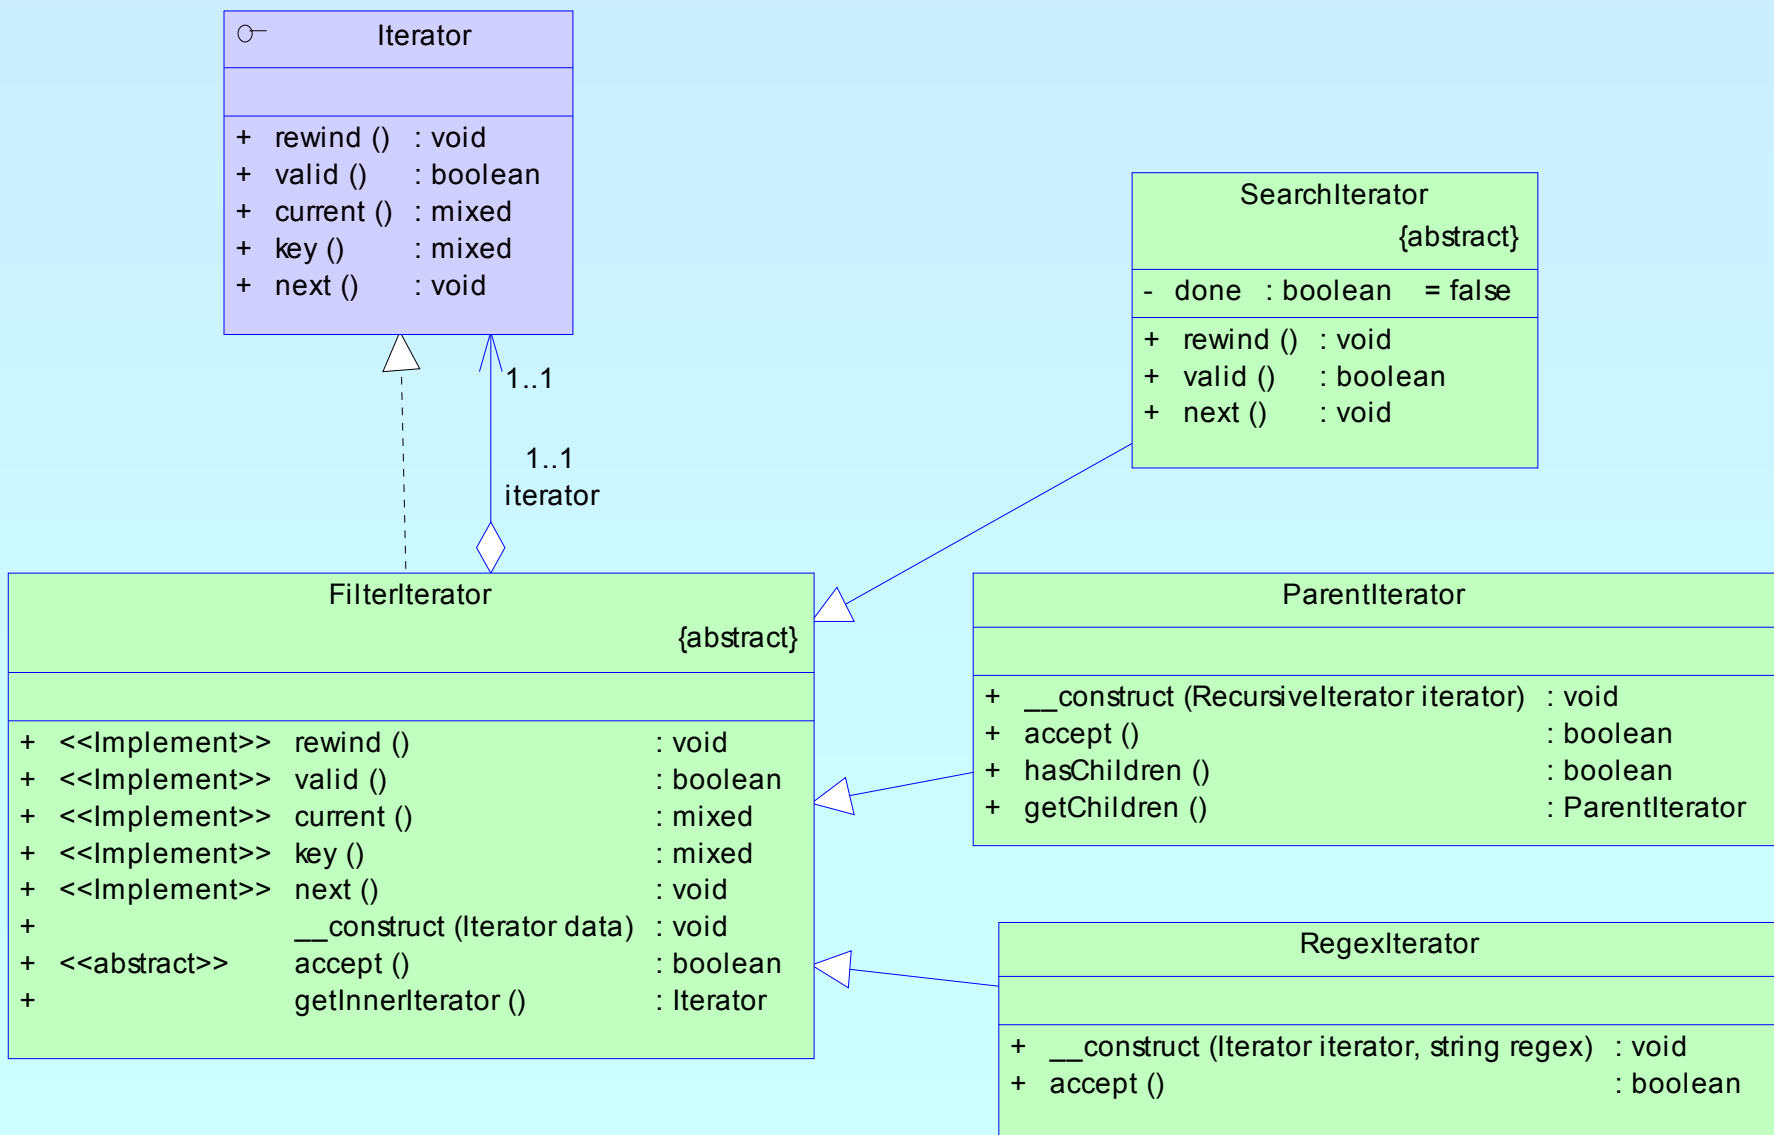 Iterator
+ rewind () : void
+ valid () : boolean
+ current () : mixed
+ key () : mixed
+ next () : void
1..1
1..1
iterator
SearchIterator
{abstract}
- done : boolean = false
+ rewind () : void
+ valid () : boolean
+ next () : void
FilterIterator
{abstract}
+ <<Implement>> rewind () : void
+ <<Implement>> valid () : boolean
+ <<Implement>> current () : mixed
+ <<Implement>> key () : mixed
+ <<Implement>> next () : void
+ __construct (Iterator data) : void
+ <<abstract>> accept () : boolean
+ getInnerIterator () : Iterator
ParentIterator
+ __construct (RecursiveIterator iterator) : void
+ accept () : boolean
+ hasChildren () : boolean
+ getChildren () : ParentIterator
RegexIterator
+ __construct (Iterator iterator, string regex) : void
+ accept () : boolean